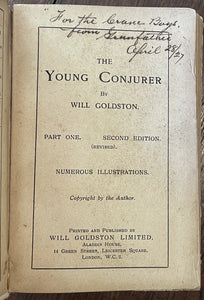 "For the Crane Boys,
from Grandfather
April 28/27
THE
YOUNG CONJURER
BY
WILL GOLDSTON.
PART ONE. SECOND EDITION.
(REVISED).
NUMEROUS ILLUSTRATIONS.
Copyright by the Author.
PRINTED AND PUBLISHED BY
WILL GOLDSTON LIMITED,
ALADDIN HOUSE,
14 GREEN STREET, LEICESTER SQUARE,
LONDON, W.C. 2.